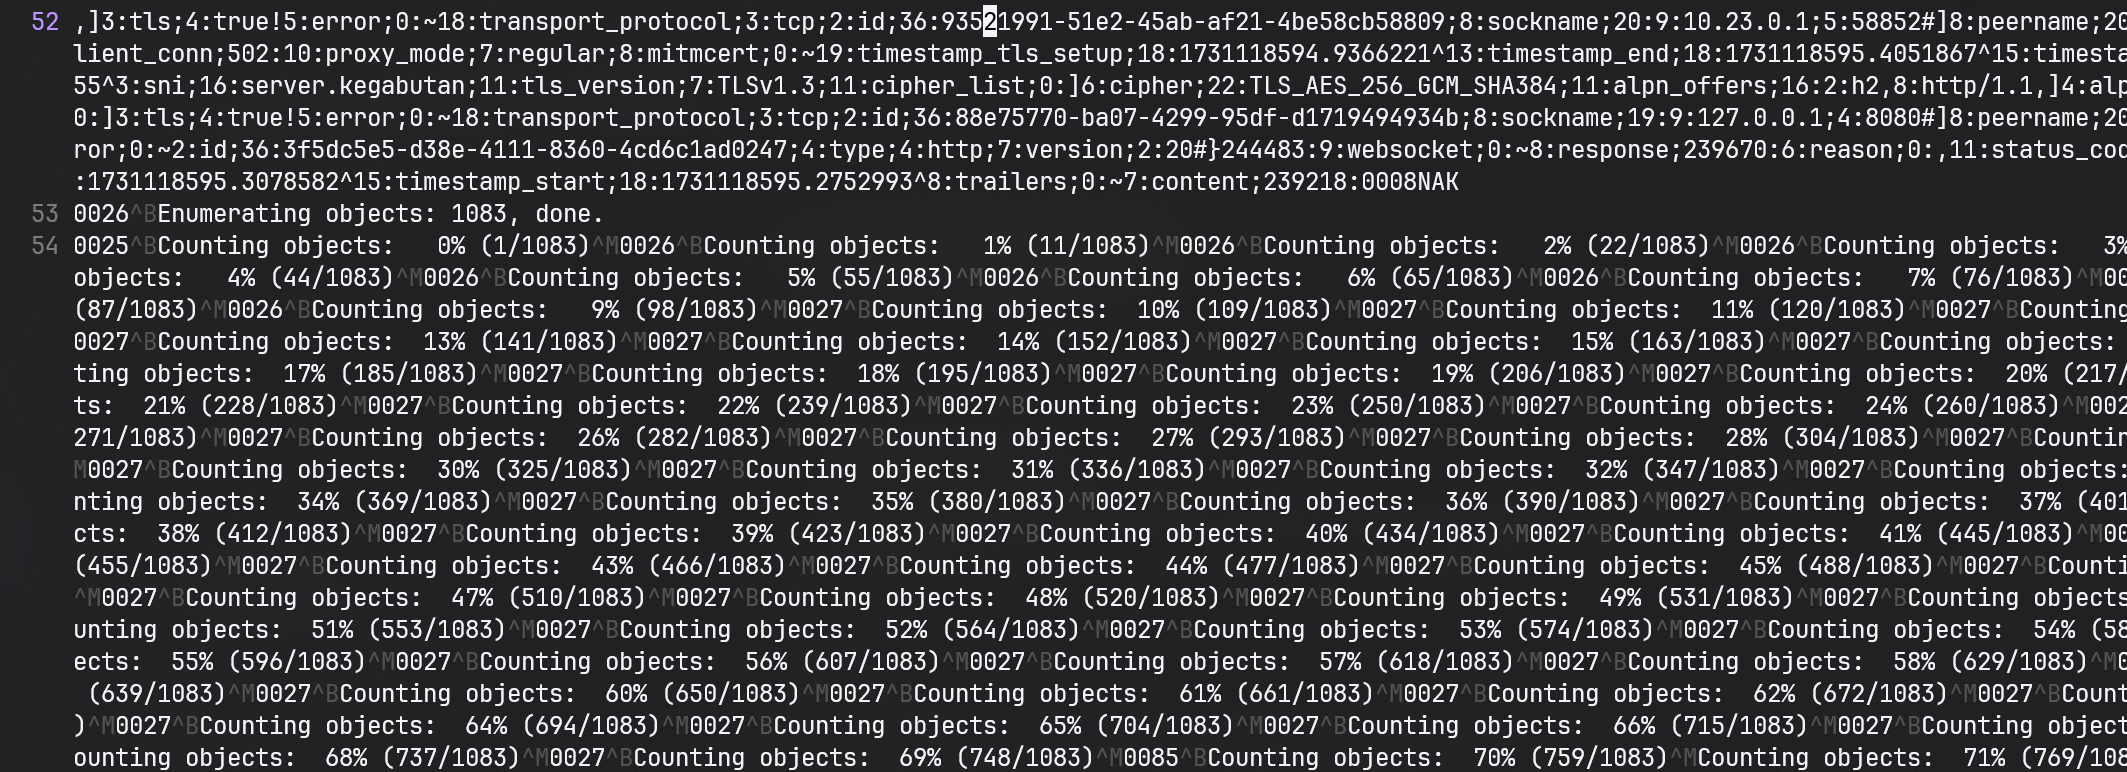 52 ,]3:tls;4:true!5:error;0:~18:transport_protocol;3:tcp;2:id;36:93521991-51e2-45ab-af21-4be58cb58809;8:sockname;20:9:10.23.0.1;5:58852#]8:peername;20
lient_conn;502:10:proxy_mode;7:regular;8:mitmcert;0:~19:timestamp_tls_setup;18:1731118594.9366221^13:timestamp_end;18:1731118595.4051867^15:timesta
55^3:sni;16:server.kegabutan;11:tls_version;7:TLSv1.3;11:cipher_list;0:]6:cipher;22:TLS_AES_256_GCM_SHA384;11:alpn_offers;16:2:h2,8:http/1.1,]4:alp
0:]3:tls;4:true!5:error;0:~18:transport_protocol;3:tcp;2:id;36:88e75770-ba07-4299-95df-d1719494934b;8:sockname;19:9:127.0.0.1;4:8080#]8:peername;20
ror;0:~2:id;36:3f5dc5e5-d38e-4111-8360-4cd6c1ad0247;4:type;4:http;7:version;2:20#}244483:9:websocket;0:~8:response;239670:6:reason;0:,11:status_cod
:1731118595.3078582^15:timestamp_start;18:1731118595.2752993^8:trailers;0:~7:content;239218:0008NAK
53 0026^BEnumerating objects: 1083, done.
54 0025^BCounting objects:   0% (1/1083)^M0026^BCounting objects:   1% (11/1083)^M0026^BCounting objects:   2% (22/1083)^M0026^BCounting objects:   3%
objects:   4% (44/1083)^M0026^BCounting objects:   5% (55/1083)^M0026^BCounting objects:   6% (65/1083)^M0026^BCounting objects:   7% (76/1083)^M00
(87/1083)^M0026^BCounting objects:   9% (98/1083)^M0027^BCounting objects:  10% (109/1083)^M0027^BCounting objects:  11% (120/1083)^M0027^BCounting
0027^BCounting objects:  13% (141/1083)^M0027^BCounting objects:  14% (152/1083)^M0027^BCounting objects:  15% (163/1083)^M0027^BCounting objects:
ting objects:  17% (185/1083)^M0027^BCounting objects:  18% (195/1083)^M0027^BCounting objects:  19% (206/1083)^M0027^BCounting objects:  20% (217/
ts:  21% (228/1083)^M0027^BCounting objects:  22% (239/1083)^M0027^BCounting objects:  23% (250/1083)^M0027^BCounting objects:  24% (260/1083)^M002
271/1083)^M0027^BCounting objects:  26% (282/1083)^M0027^BCounting objects:  27% (293/1083)^M0027^BCounting objects:  28% (304/1083)^M0027^BCountin
M0027^BCounting objects:  30% (325/1083)^M0027^BCounting objects:  31% (336/1083)^M0027^BCounting objects:  32% (347/1083)^M0027^BCounting objects:
nting objects:  34% (369/1083)^M0027^BCounting objects:  35% (380/1083)^M0027^BCounting objects:  36% (390/1083)^M0027^BCounting objects:  37% (401
cts:  38% (412/1083)^M0027^BCounting objects:  39% (423/1083)^M0027^BCounting objects:  40% (434/1083)^M0027^BCounting objects:  41% (445/1083)^M0
(455/1083)^M0027^BCounting objects:  43% (466/1083)^M0027^BCounting objects:  44% (477/1083)^M0027^BCounting objects:  45% (488/1083)^M0027^BCounti
^M0027^BCounting objects:  47% (510/1083)^M0027^BCounting objects:  48% (520/1083)^M0027^BCounting objects:  49% (531/1083)^M0027^BCounting objects
unting objects:  51% (553/1083)^M0027^BCounting objects:  52% (564/1083)^M0027^BCounting objects:  53% (574/1083)^M0027^BCounting objects:  54% (58
ects:  55% (596/1083)^M0027^BCounting objects:  56% (607/1083)^M0027^BCounting objects:  57% (618/1083)^M0027^BCounting objects:  58% (629/1083)^M0
(639/1083)^M0027^BCounting objects:  60% (650/1083)^M0027^BCounting objects:  61% (661/1083)^M0027^BCounting objects:  62% (672/1083)^M0027^BCount
)^M0027^BCounting objects:  64% (694/1083)^M0027^BCounting objects:  65% (704/1083)^M0027^BCounting objects:  66% (715/1083)^M0027^BCounting object
ounting objects:  68% (737/1083)^M0027^BCounting objects:  69% (748/1083)^M0085^BCounting objects:  70% (759/1083)^MCounting objects:  71% (769/108